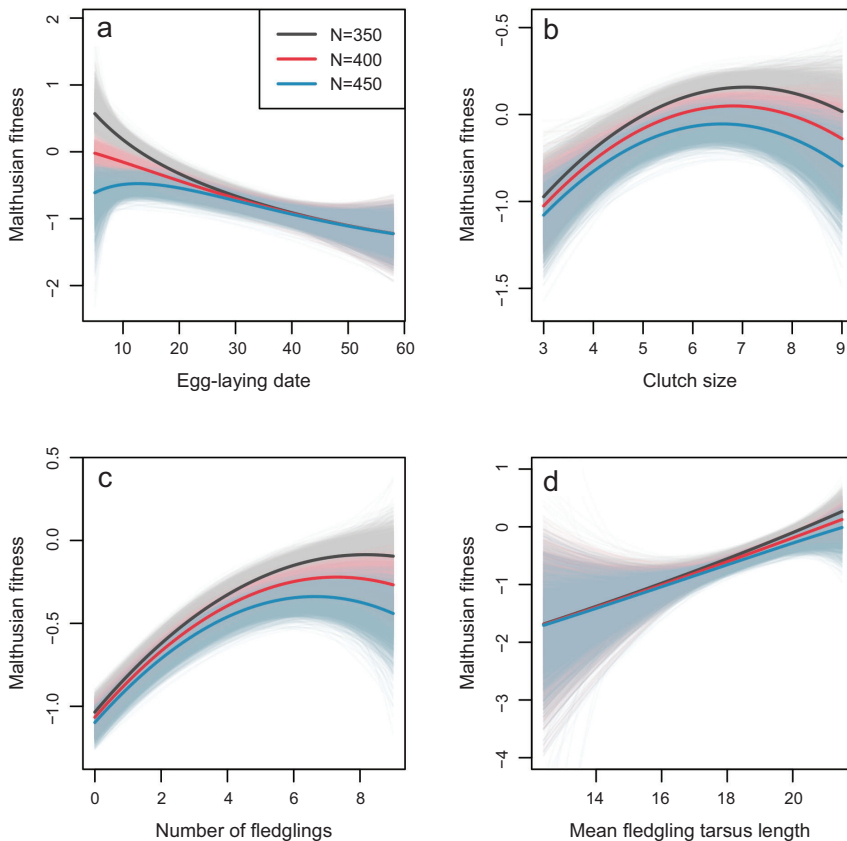 a
N=350
N=400
N=450
2
1
0
−1
−2
Malthusian fitness
10
20
30
40
50
60
Egg-laying date
b
−0.5
0.0
−1.0
−1.5
Malthusian fitness
3
4
5
6
7
8
9
Clutch size
c
0.5
0.0
−0.5
−1.0
Malthusian fitness
0
2
4
6
8
Number of fledglings
d
1
0
−1
−2
−3
−4
Malthusian fitness
14
16
18
20
Mean fledgling tarsus length